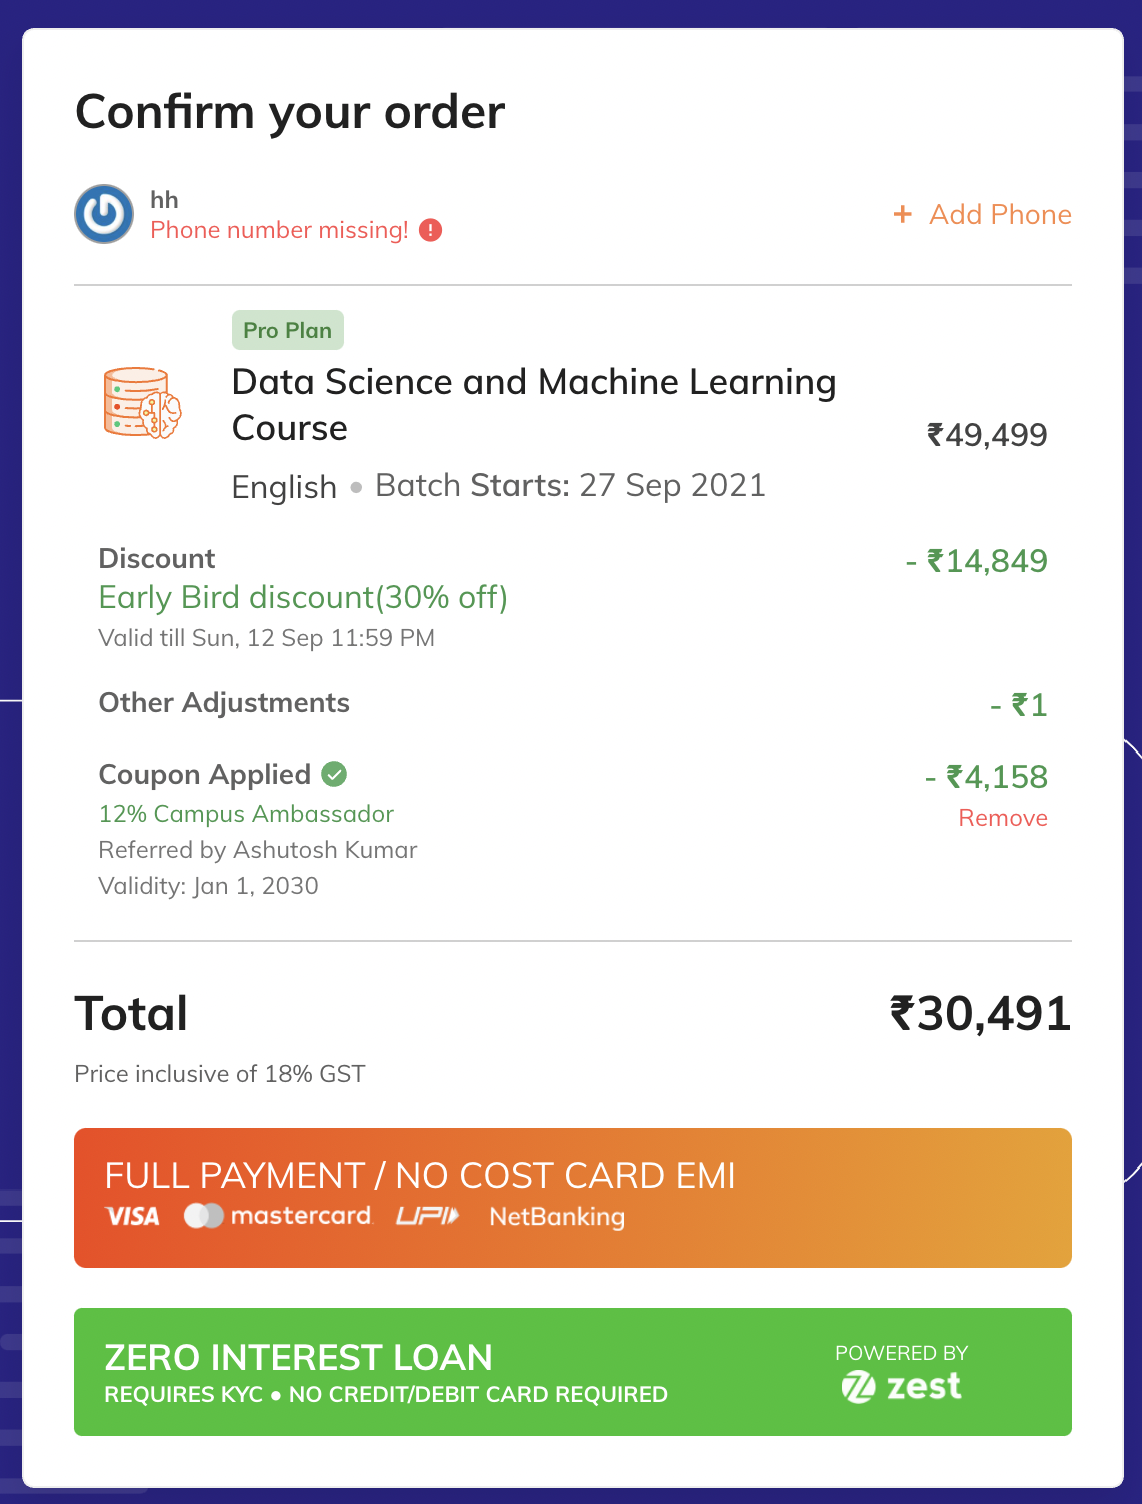 Confirm your order
hh
Phone number missing!
+ Add Phone
Pro Plan
Data Science and Machine Learning
Course
₹49,499
English • Batch Starts: 27 Sep 2021
Discount
- ₹14,849
Early Bird discount(30% off)
Valid till Sun, 12 Sep 11:59 PM
Other Adjustments
- ₹1
Coupon Applied
- ₹4,158
12% Campus Ambassador
Remove
Referred by Ashutosh Kumar
Validity: Jan 1, 2030
Total
₹30,491
Price inclusive of 18% GST
FULL PAYMENT / NO COST CARD EMI
VISA mastercard. UPI NetBanking
ZERO INTEREST LOAN
REQUIRES KYC • NO CREDIT/DEBIT CARD REQUIRED
POWERED BY
zest